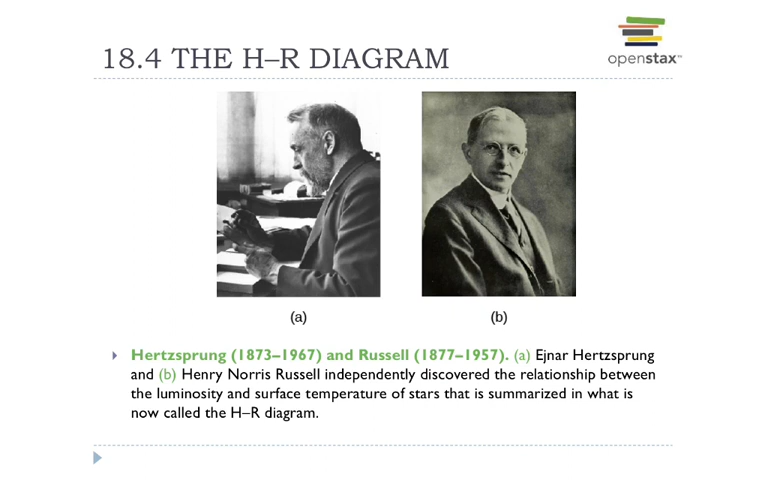 18.4 THE H–R DIAGRAM
openstax™
(a)
(b)
Hertzsprung (1873–1967) and Russell (1877–1957). (a) Ejnar Hertzsprung
and (b) Henry Norris Russell independently discovered the relationship between
the luminosity and surface temperature of stars that is summarized in what is
now called the H–R diagram.